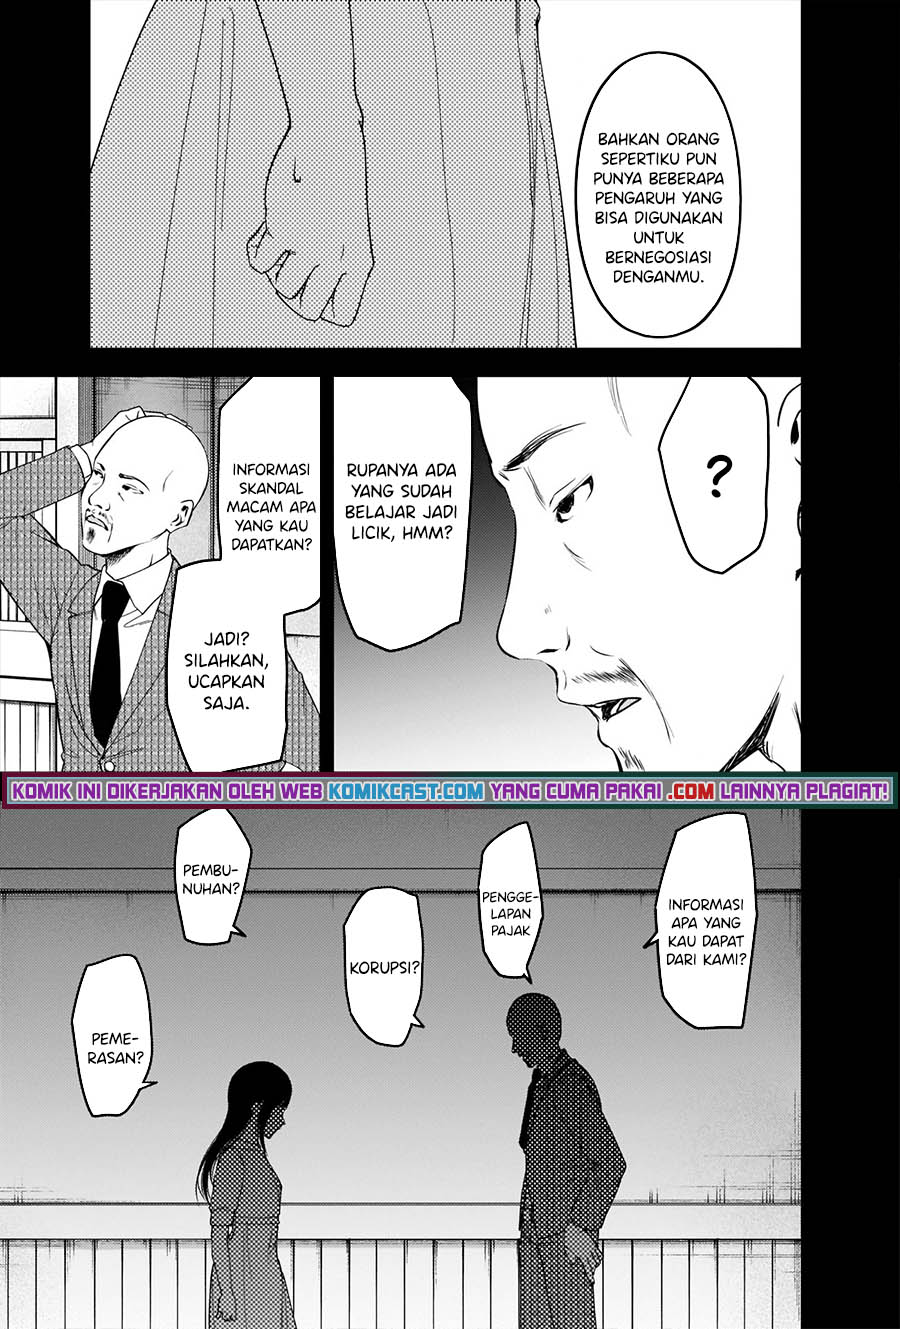 BAHKAN ORANG
SEPERTIKU PUN
PUNYA BEBERAPA
PENGARUH YANG
BISA DIGUNAKAN
UNTUK
BERNEGOSIASI
DENGANMU.
?
RUPANYA ADA
YANG SUDAH
BELAJAR JADI
LICIK, HMM?
INFORMASI
SKANDAL
MACAM APA
YANG KAU
DAPATKAN?
JADI?
SILAHKAN,
UCAPKAN
SAJA.
KOMIK INI DIKERJAKAN OLEH WEB KOMIKCAST.COM YANG CUMA PAKAI .COM LAINNYA PLAGIAT!
INFORMASI
APA YANG
KAU DAPAT
DARI KAMI?
PENGGE-
LAPAN
PAJAK
KORUPSI?
PEMBU-
NUHAN?
PEME-
RASAN?